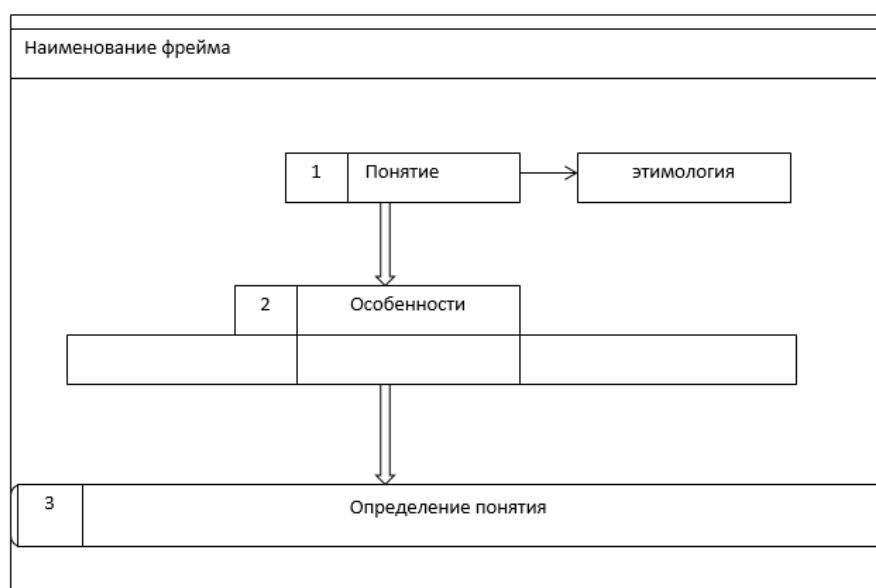 Наименование фрейма
1 Понятие этимология
2 Особенности
3 Определение понятия